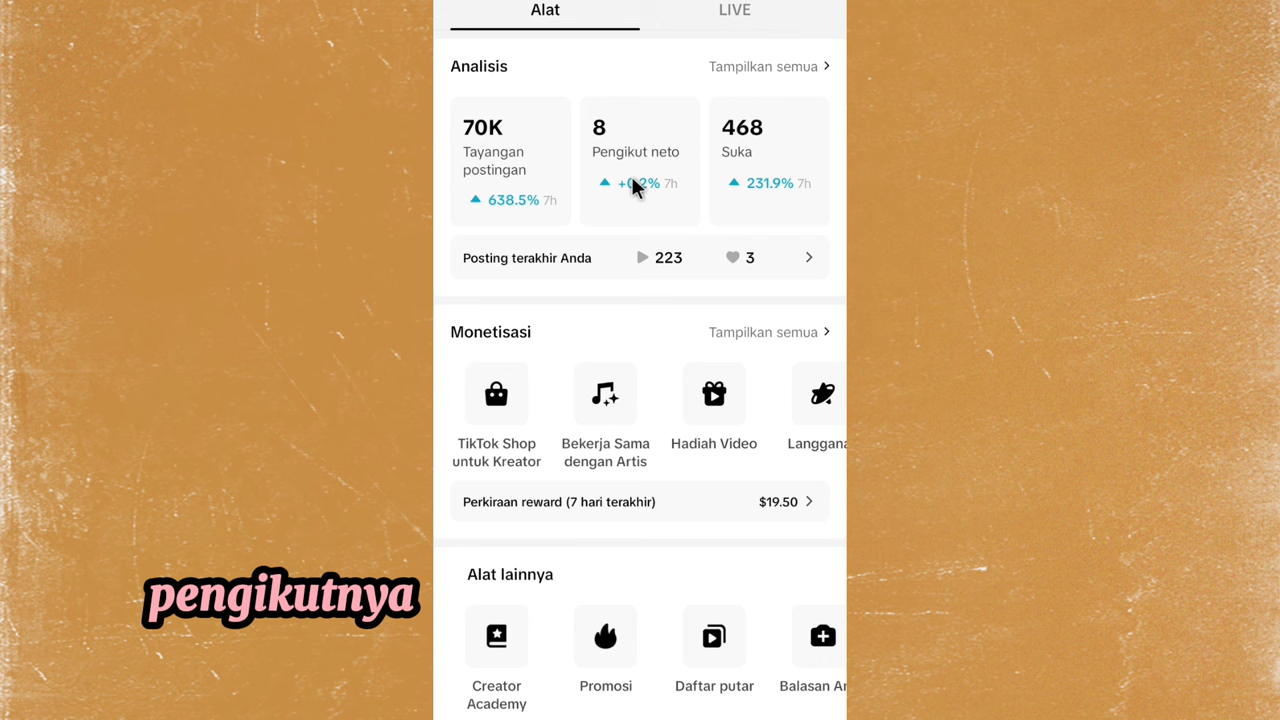 Alat
LIVE
Analisis
Tampilkan semua
70K
Tayangan
postingan
638.5% 7h
8
Pengikut neto
7h
468
Suka
231.9% 7h
Posting terakhir Anda
223
3
Monetisasi
Tampilkan semua
TikTok Shop
untuk Kreator
Bekerja Sama
dengan Artis
Hadiah Video
Perkiraan reward (7 hari terakhir)
$19.50
pengikutnya
Alat lainnya
Creator
Academy
Promosi
Daftar putar
Balasan